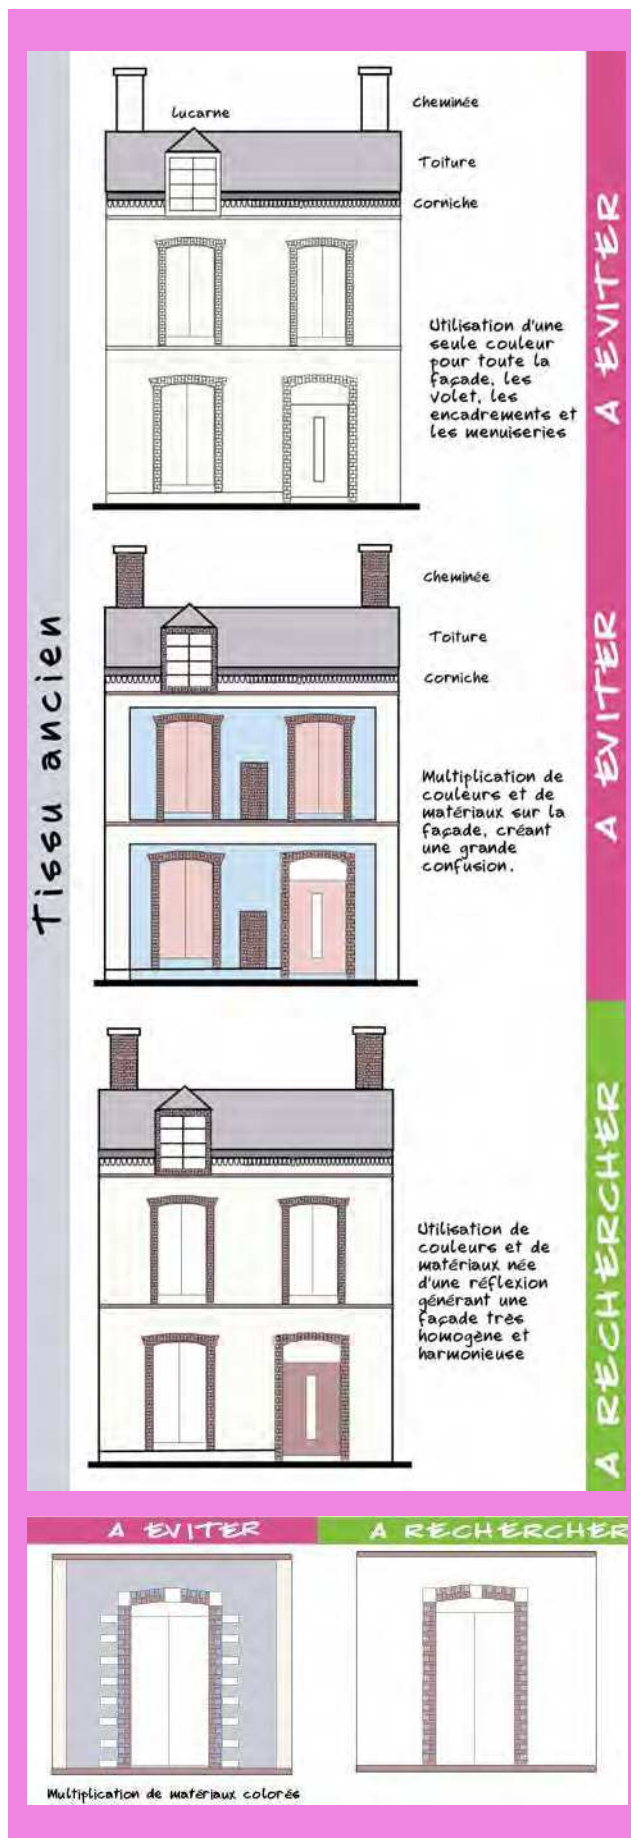 Tissu ancien
Lucarne
Cheminée
Toiture
Corniche
Utilisation d'une
seule couleur
pour toute la
façade, les
volet, les
encadrements et
les menuiseries
A EVITER
Cheminée
Toiture
Corniche
Multiplication de
couleurs et de
matériaux sur la
façade, créant
une grande
confusion.
A EVITER
Utilisation de
couleurs et de
matériaux née
d'une réflexion
générant une
façade très
homogène et
harmonieuse
A RECHERCHER
A EVITER
A RECHERCHER
Multiplication de matériaux colorés